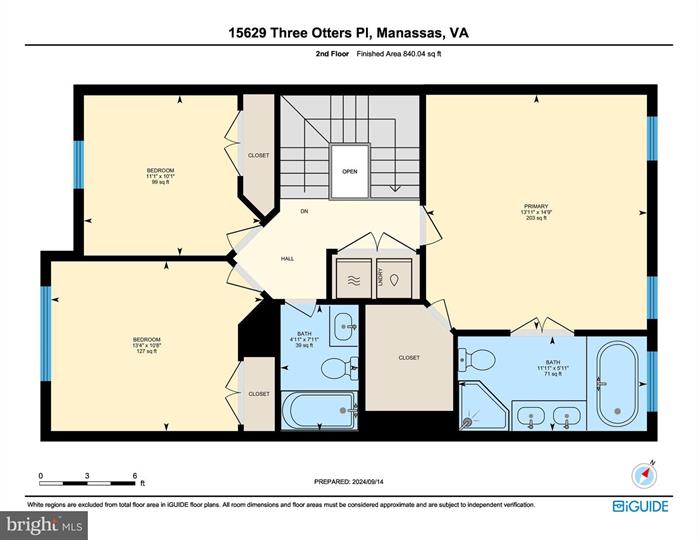 15629 Three Otters Pl, Manassas, VA
2nd Floor Finished Area 840.04 sq ft
BEDROOM
11'1" x 10'1"
99 sq ft
CLOSET
OPEN
DN
PRIMARY
13'11" x 14'9"
203 sq ft
HALL
LNDRY
BEDROOM
13'4" x 10'8"
127 sq ft
BATH
4'11" x 7'11"
39 sq ft
CLOSET
BATH
11'11" x 5'11"
71 sq ft
CLOSET
0 3 6
ft
PREPARED: 2024/09/14
N
White regions are excluded from total floor area in iGUIDE floor plans. All room dimensions and floor areas must be considered approximate and are subject to independent verification.
iGUIDE
bright MLS